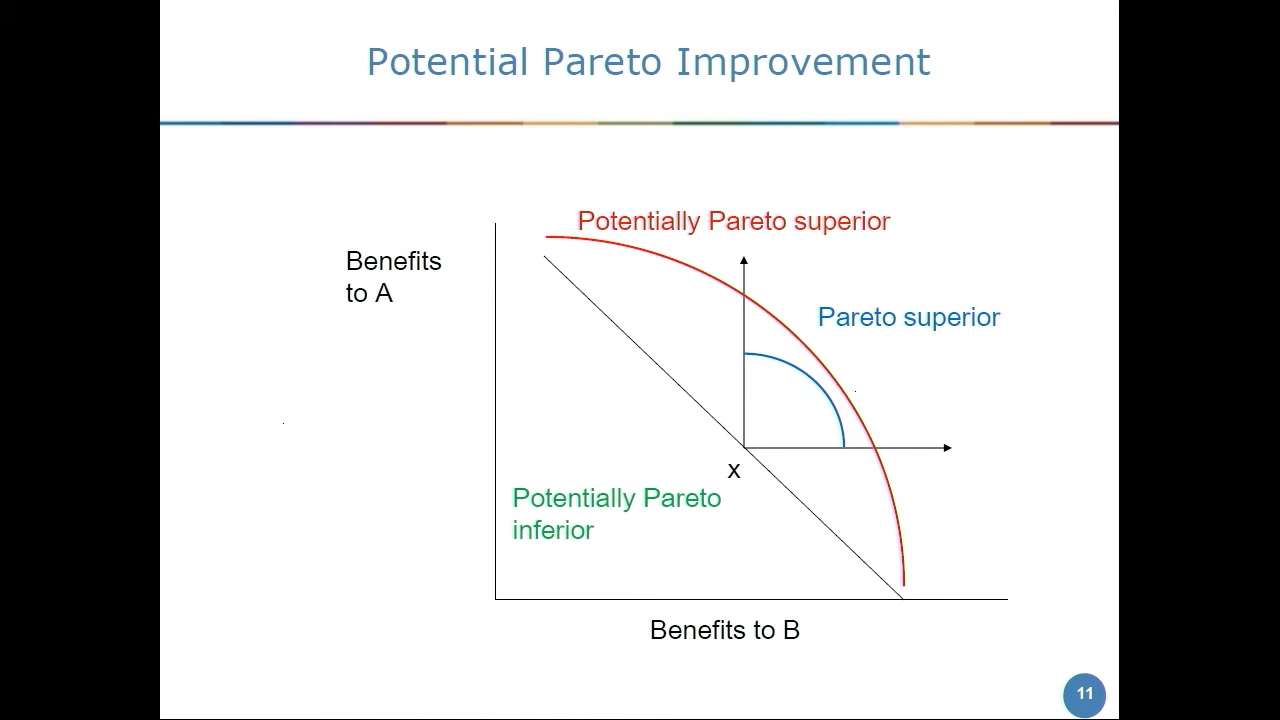 Potential Pareto Improvement
Potentially Pareto superior
Benefits
to A
Pareto superior
x
Potentially Pareto
inferior
Benefits to B
11